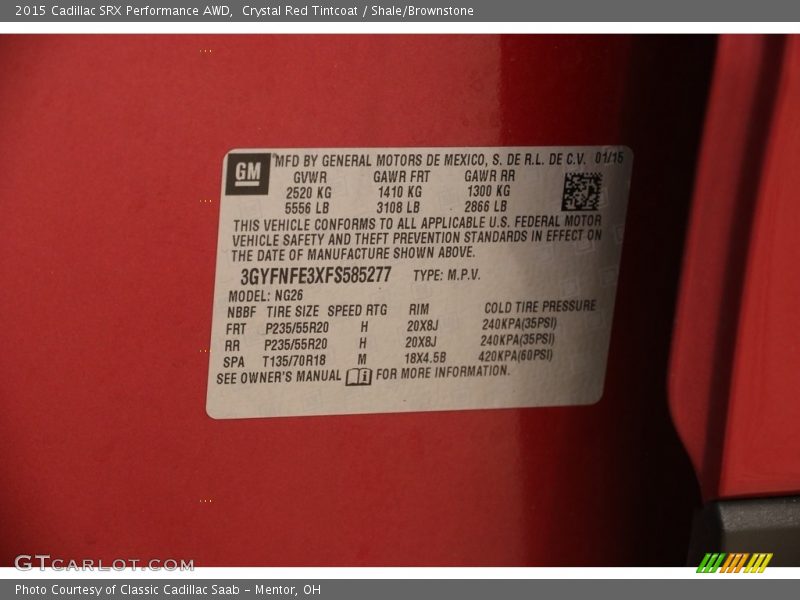 2015 Cadillac SRX Performance AWD, Crystal Red Tintcoat / Shale/Brownstone
GM
MFD BY GENERAL MOTORS DE MEXICO, S. DE R.L. DE C.V. 01/15
GVWR GAWR FRT GAWR RR
2520 KG 1410 KG 1300 KG
5556 LB 3108 LB 2866 LB
THIS VEHICLE CONFORMS TO ALL APPLICABLE U.S. FEDERAL MOTOR
VEHICLE SAFETY AND THEFT PREVENTION STANDARDS IN EFFECT ON
THE DATE OF MANUFACTURE SHOWN ABOVE.
3GYFNFE3XFS585277 TYPE: M.P.V.
MODEL: NG26
NBBF TIRE SIZE SPEED RTG RIM COLD TIRE PRESSURE
FRT P235/55R20 H 20X8J 240KPA(35PSI)
RR P235/55R20 H 20X8J 240KPA(35PSI)
SPA T135/70R18 M 18X4.5B 420KPA(60PSI)
SEE OWNER'S MANUAL FOR MORE INFORMATION.
GTCARLOT.COM
Photo Courtesy of Classic Cadillac Saab - Mentor, OH